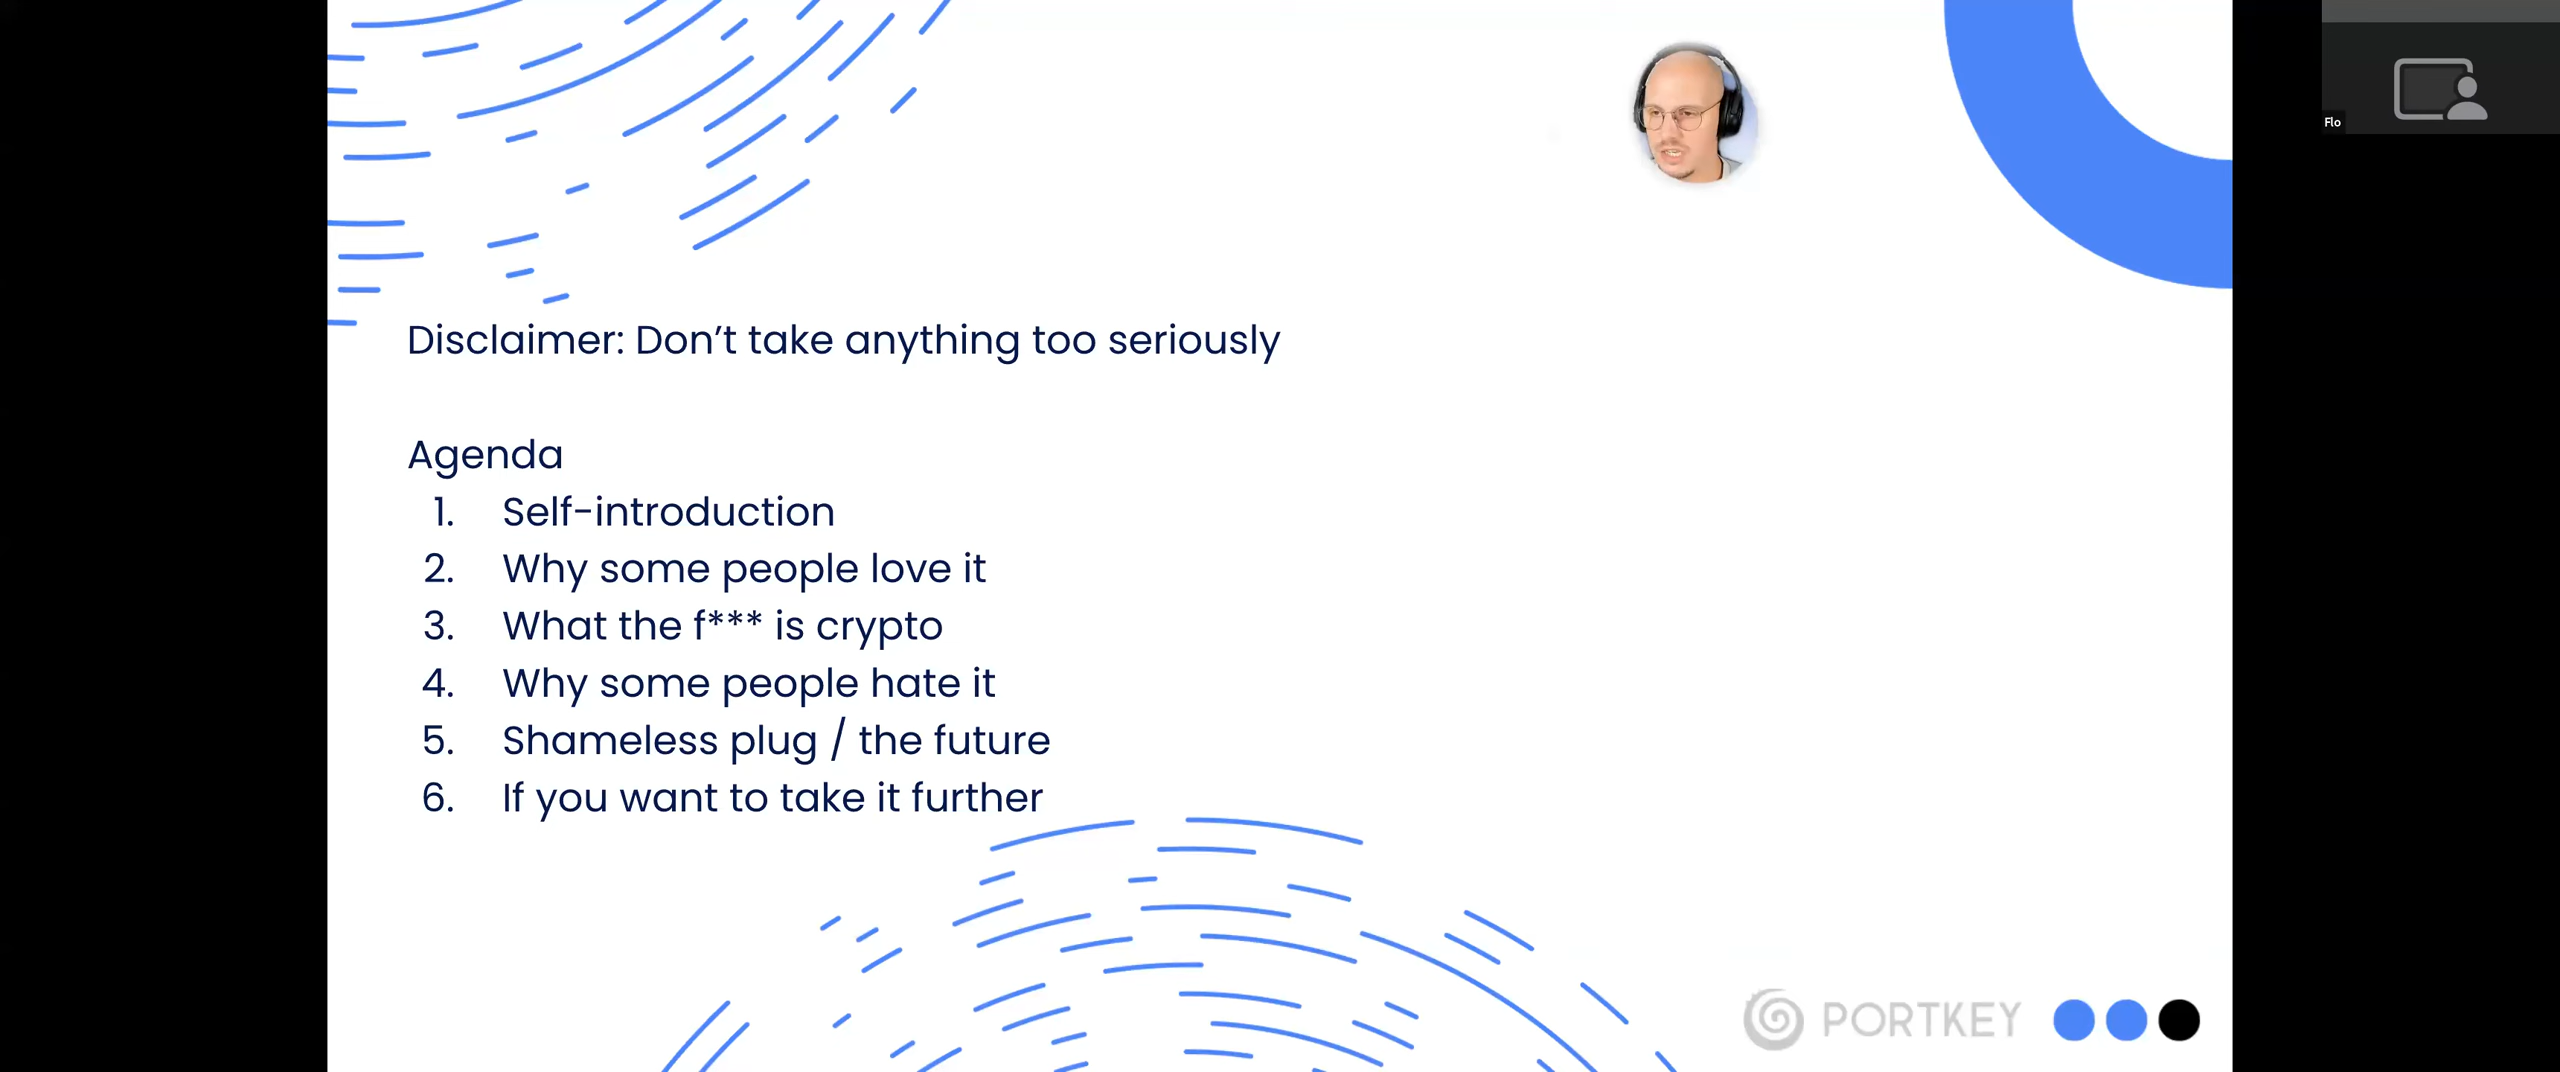 Flo
Disclaimer: Don’t take anything too seriously
Agenda
1. Self-introduction
2. Why some people love it
3. What the f*** is crypto
4. Why some people hate it
5. Shameless plug / the future
6. If you want to take it further
PORTKEY